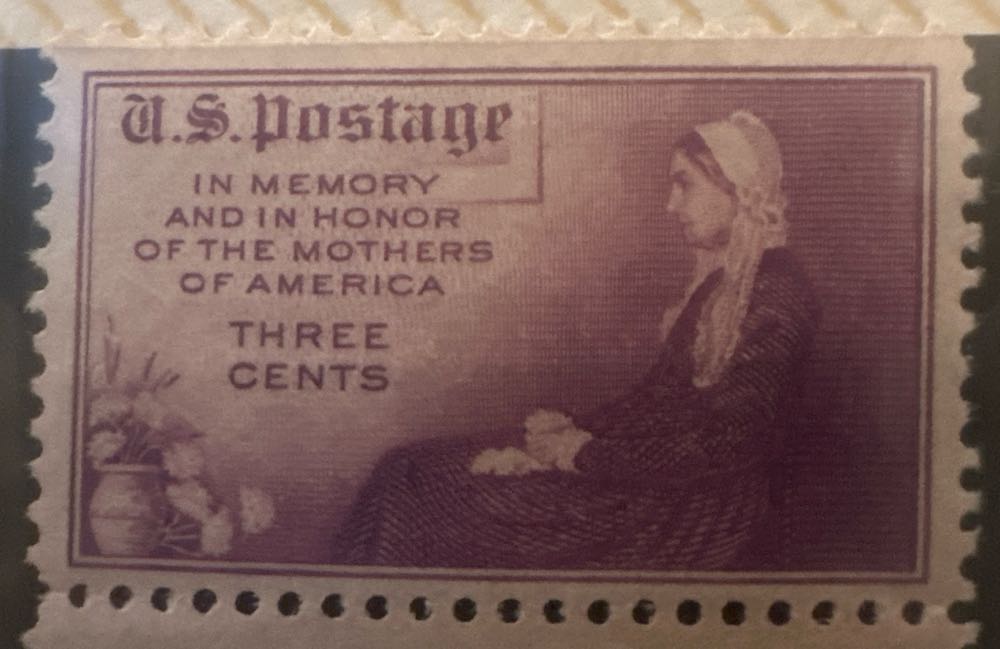 U.S. Postage
IN MEMORY
AND IN HONOR
OF THE MOTHERS
OF AMERICA
THREE
CENTS